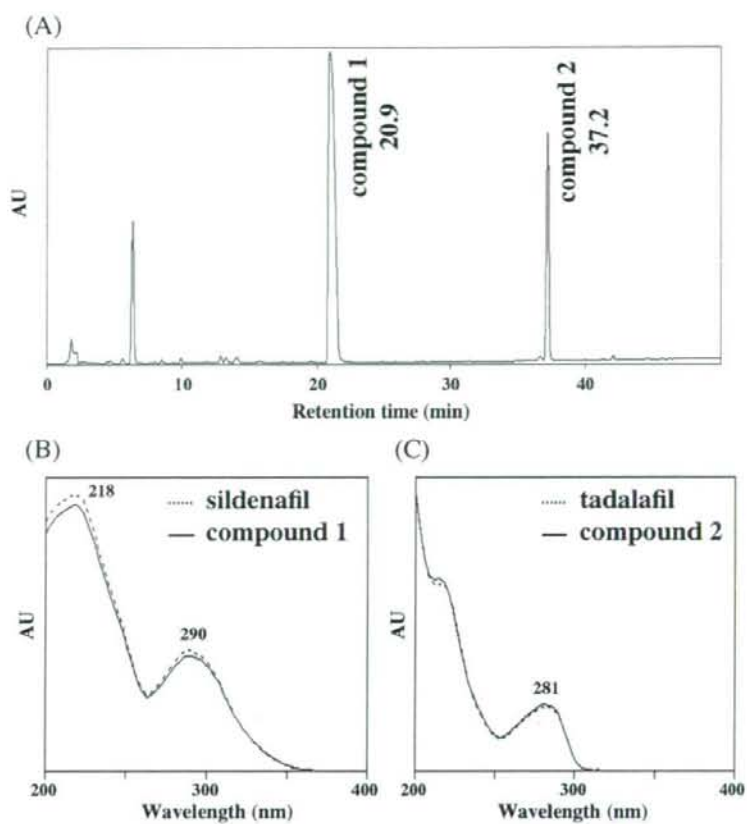 (A)
AU
compound 1
20.9
compound 2
37.2
0 10 20 30 40
Retention time (min)
(B)
AU
218
sildenafil
compound 1
290
200 300 400
Wavelength (nm)
(C)
AU
tadalafil
compound 2
281
200 300 400
Wavelength (nm)